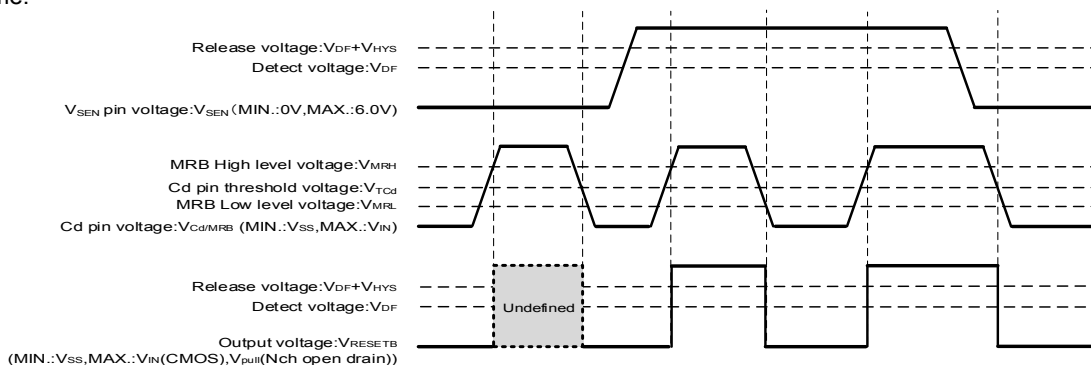 Release voltage:VDF+VHYS
Detect voltage:VDF
VSEN pin voltage:VSEN(MIN.:0V,MAX.:6.0V)
MRB High level voltage:VMRH
Cd pin threshold voltage:VTCd
MRB Low level voltage:VMRL
Cd pin voltage:VCd/MRB (MIN.:VSS,MAX.:VIN)
Release voltage:VDF+VHYS
Detect voltage:VDF
Undefined
Output voltage:VRESETB
(MIN.:VSS,MAX.:VIN(CMOS),Vpull(Nch open drain))